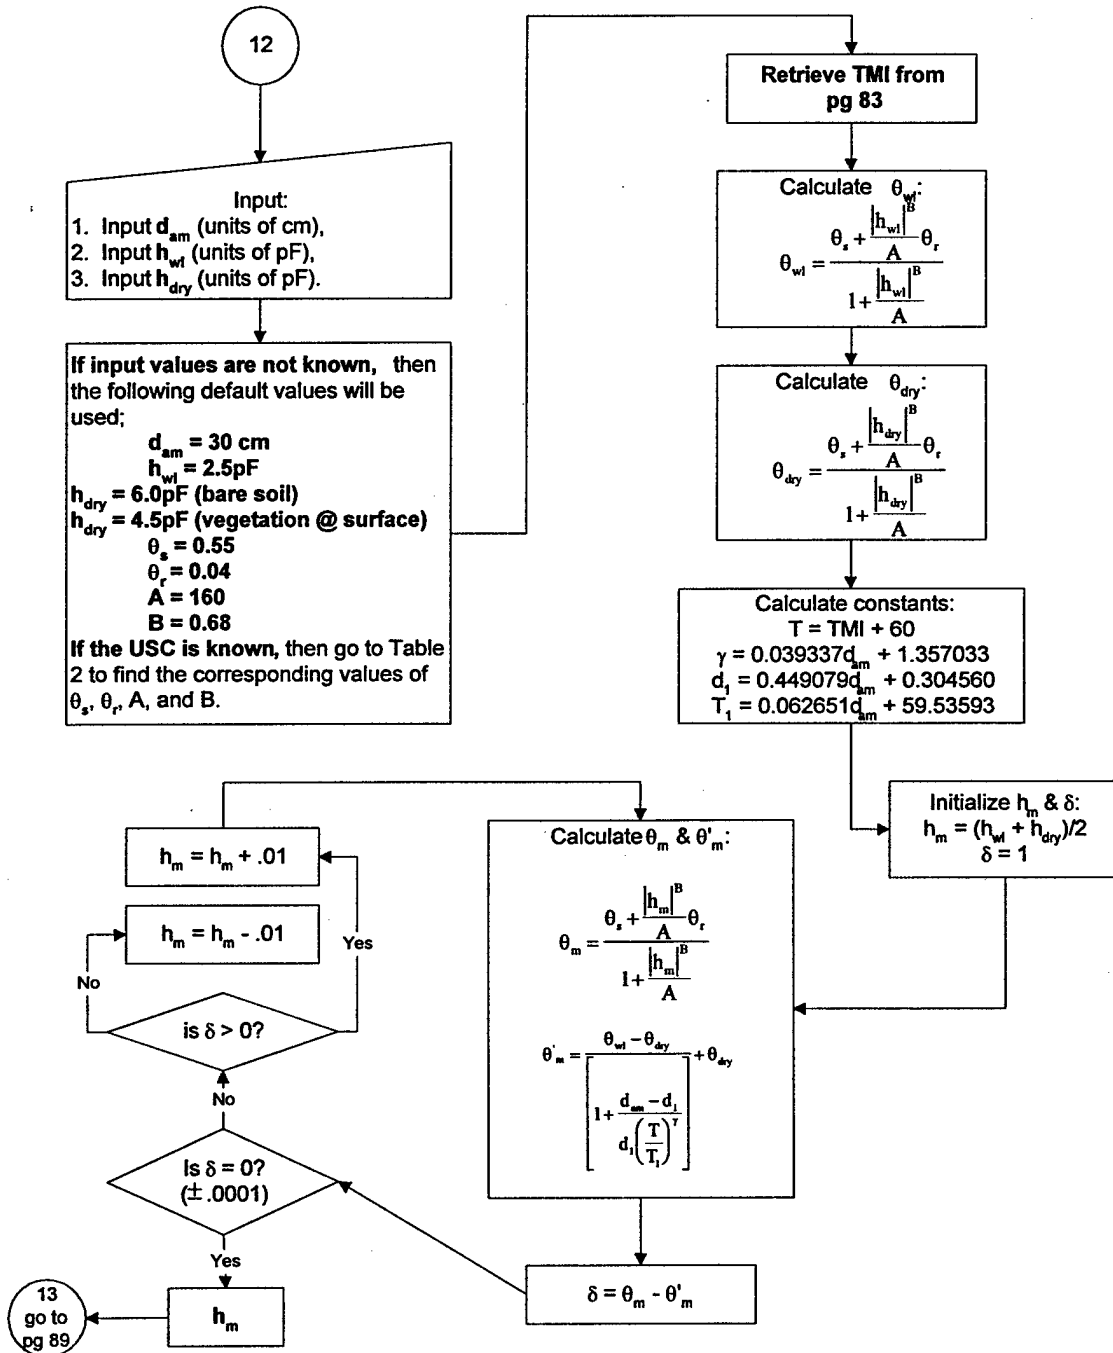 12
Input:
1. Input d_am (units of cm),
2. Input h_wl (units of pF),
3. Input h_dry (units of pF).
If input values are not known, then
the following default values will be
used;
d_am = 30 cm
h_wl = 2.5pF
h_dry = 6.0pF (bare soil)
h_dry = 4.5pF (vegetation @ surface)
θ_s = 0.55
θ_r = 0.04
A = 160
B = 0.68
If the USC is known, then go to Table
2 to find the corresponding values of
θ_s, θ_r, A, and B.
Retrieve TMI from
pg 83
Calculate θ_wl:
θ_wl = (θ_s + (|h_wl|^B / A) θ_r) / (1 + |h_wl|^B / A)
Calculate θ_dry:
θ_dry = (θ_s + (|h_dry|^B / A) θ_r) / (1 + |h_dry|^B / A)
Calculate constants:
T = TMI + 60
γ = 0.039337d_am + 1.357033
d_1 = 0.449079d_am + 0.304560
T_1 = 0.062651d_am + 59.53593
Initialize h_m & δ:
h_m = (h_wl + h_dry)/2
δ = 1
Calculate θ_m & θ'_m:
θ_m = (θ_s + (|h_m|^B / A) θ_r) / (1 + |h_m|^B / A)
θ'_m = (θ_wl - θ_dry) / [1 + (d_am - d_1) / (d_1 (T / T_1)^γ)] + θ_dry
δ = θ_m - θ'_m
Is δ = 0?
(± .0001)
No
Yes
is δ > 0?
No
Yes
h_m = h_m - .01
h_m = h_m + .01
h_m
13
go to
pg 89